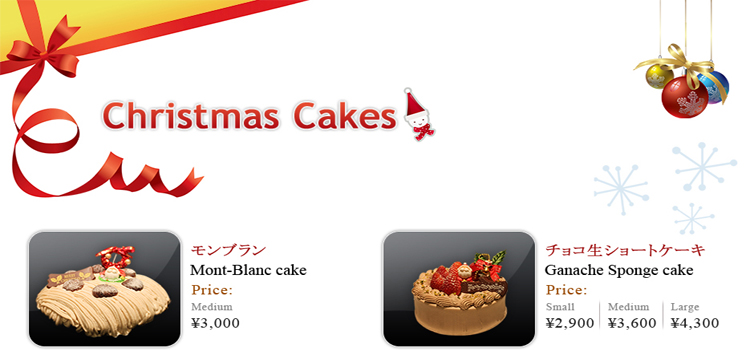 Christmas Cakes
モンブラン
Mont-Blanc cake
Price:
Medium
¥3,000
チョコ生ショートケーキ
Ganache Sponge cake
Price:
Small Medium Large
¥2,900 ¥3,600 ¥4,300